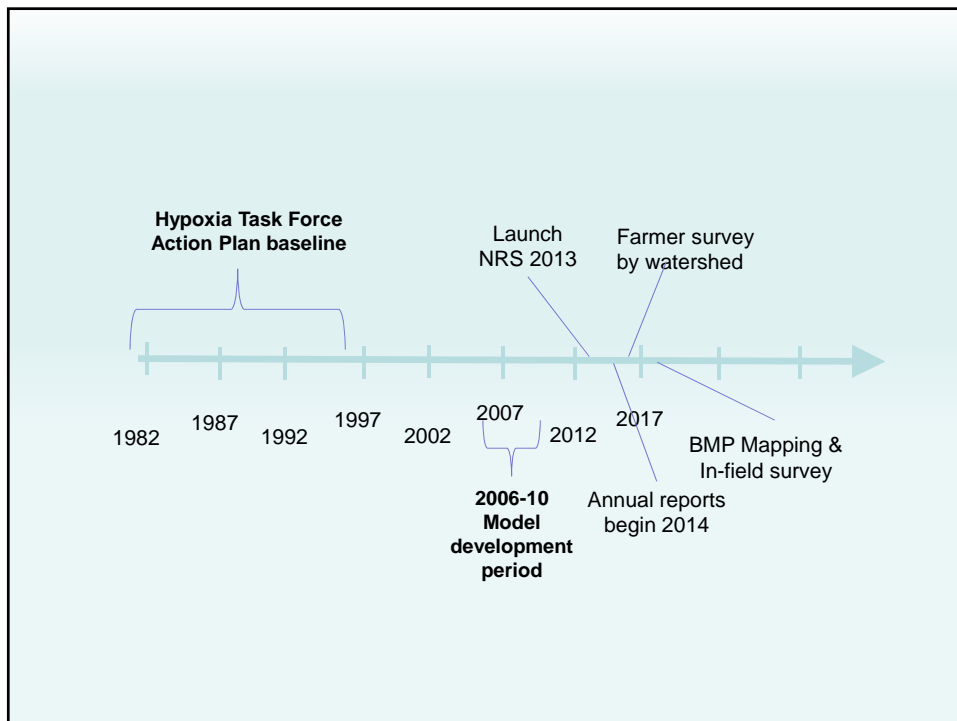 Hypoxia Task Force
Action Plan baseline
Launch
NRS 2013
Farmer survey
by watershed
1982
1987
1992
1997
2002
2007
2012
2017
2006-10
Model
development
period
Annual reports
begin 2014
BMP Mapping &
In-field survey